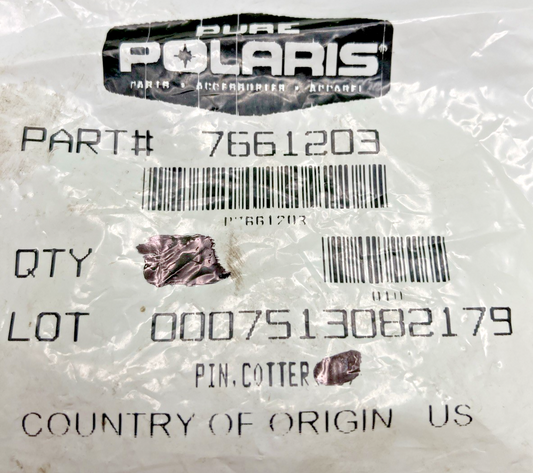 PURE
POLARIS®
PARTS • ACCESSORIES • APPAREL
PART# 7661203
P7661203
QTY
LOT 0007513082179
PIN,COTTER
COUNTRY OF ORIGIN US